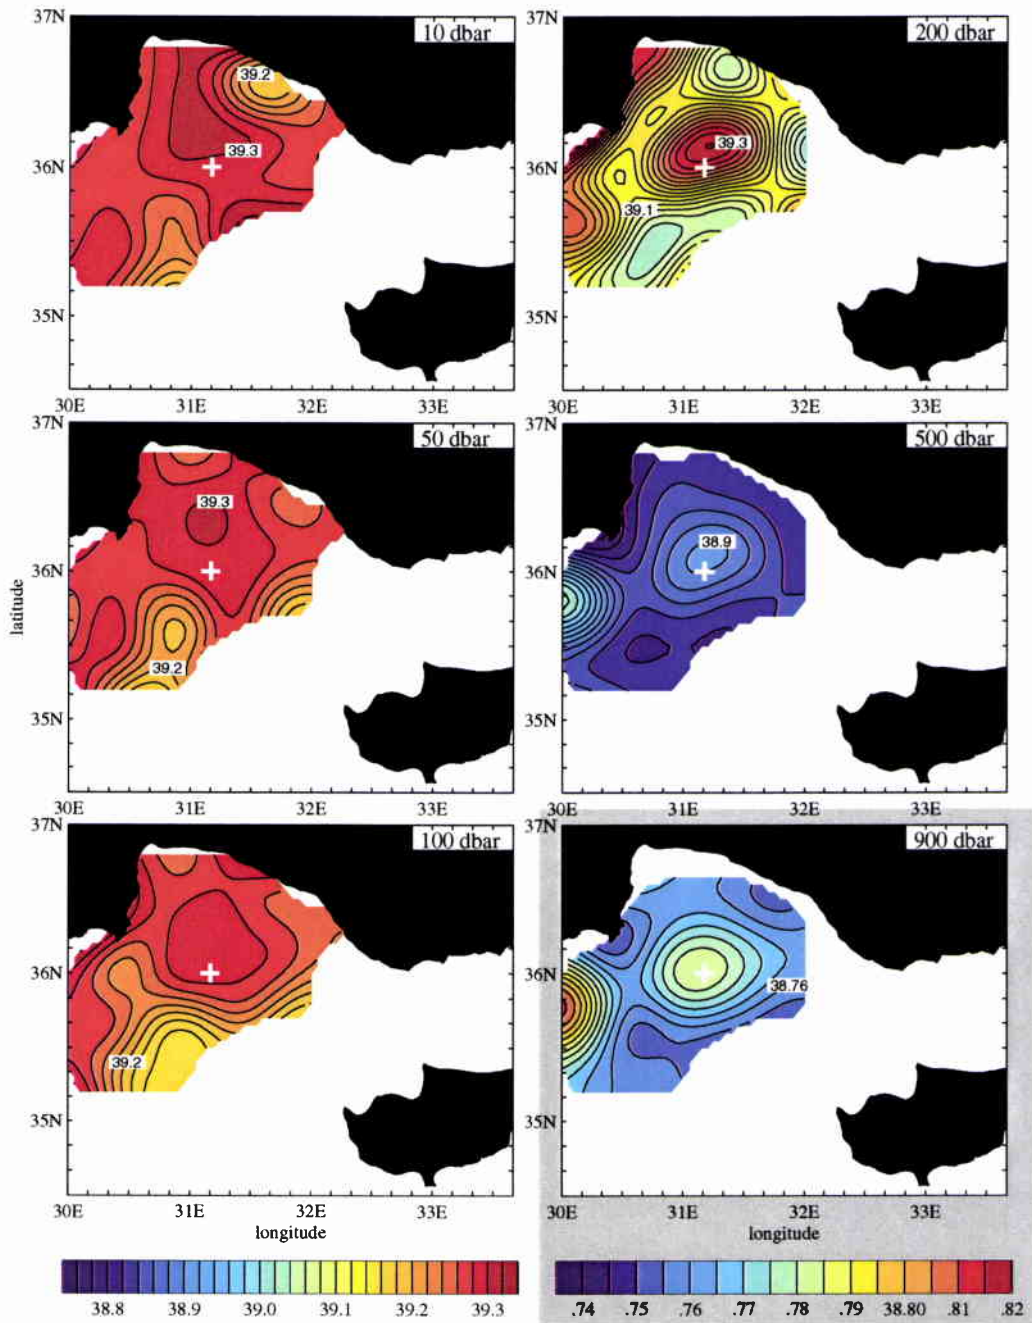 37N
10 dbar
39.2
39.3
36N
35N
30E 31E 32E 33E
37N
200 dbar
39.3
36N
39.1
35N
30E 31E 32E 33E
37N
50 dbar
39.3
36N
39.2
35N
30E 31E 32E 33E
latitude
37N
500 dbar
38.9
36N
35N
30E 31E 32E 33E
37N
100 dbar
36N
39.2
35N
30E 31E 32E 33E
longitude
37N
900 dbar
36N
38.76
35N
30E 31E 32E 33E
longitude
38.8 38.9 39.0 39.1 39.2 39.3
.74 .75 .76 .77 .78 .79 38.80 .81 .82